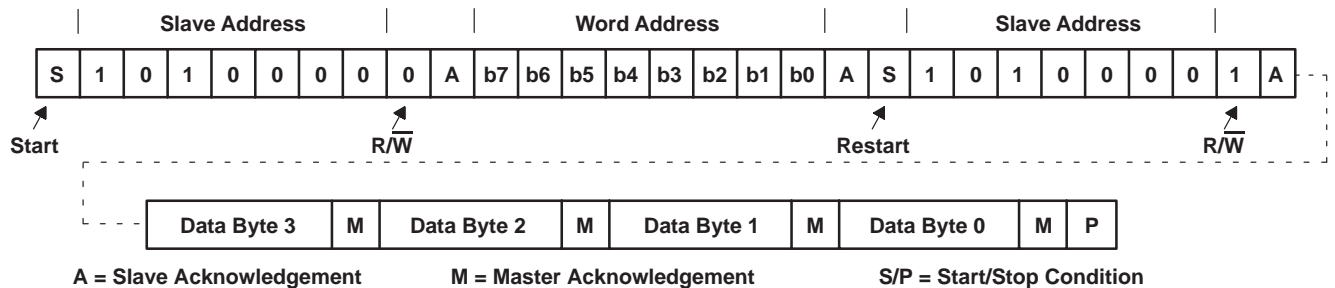 Slave Address Word Address Slave Address
S 1 0 1 0 0 0 0 0 A b7 b6 b5 b4 b3 b2 b1 b0 A S 1 0 1 0 0 0 0 1 A
Start R/W̅ Restart R/W̅
Data Byte 3 M Data Byte 2 M Data Byte 1 M Data Byte 0 M P
A = Slave Acknowledgement M = Master Acknowledgement S/P = Start/Stop Condition